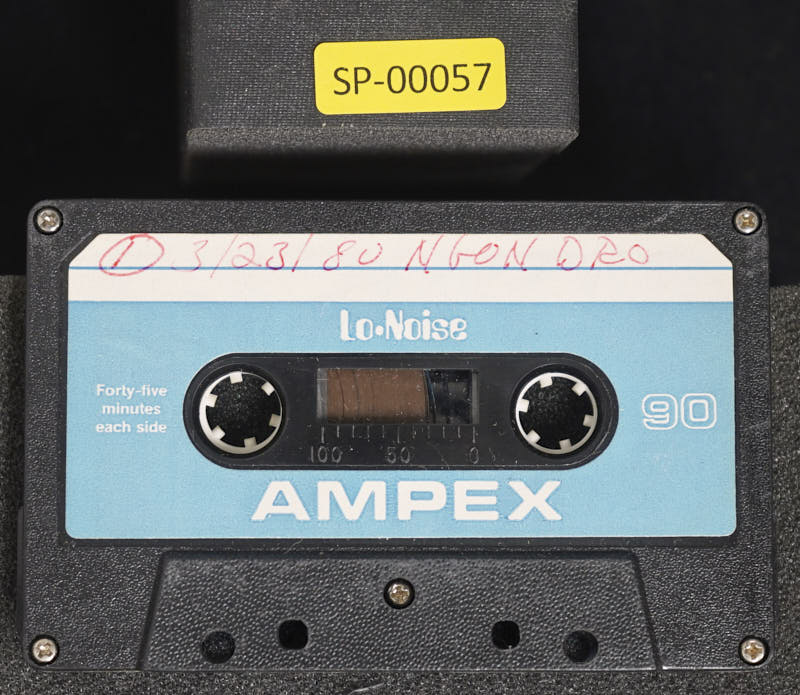 SP-00057
① 3/23/80 NGON DRO
Lo•Noise
Forty-five
minutes
each side
90
100 50 0
AMPEX